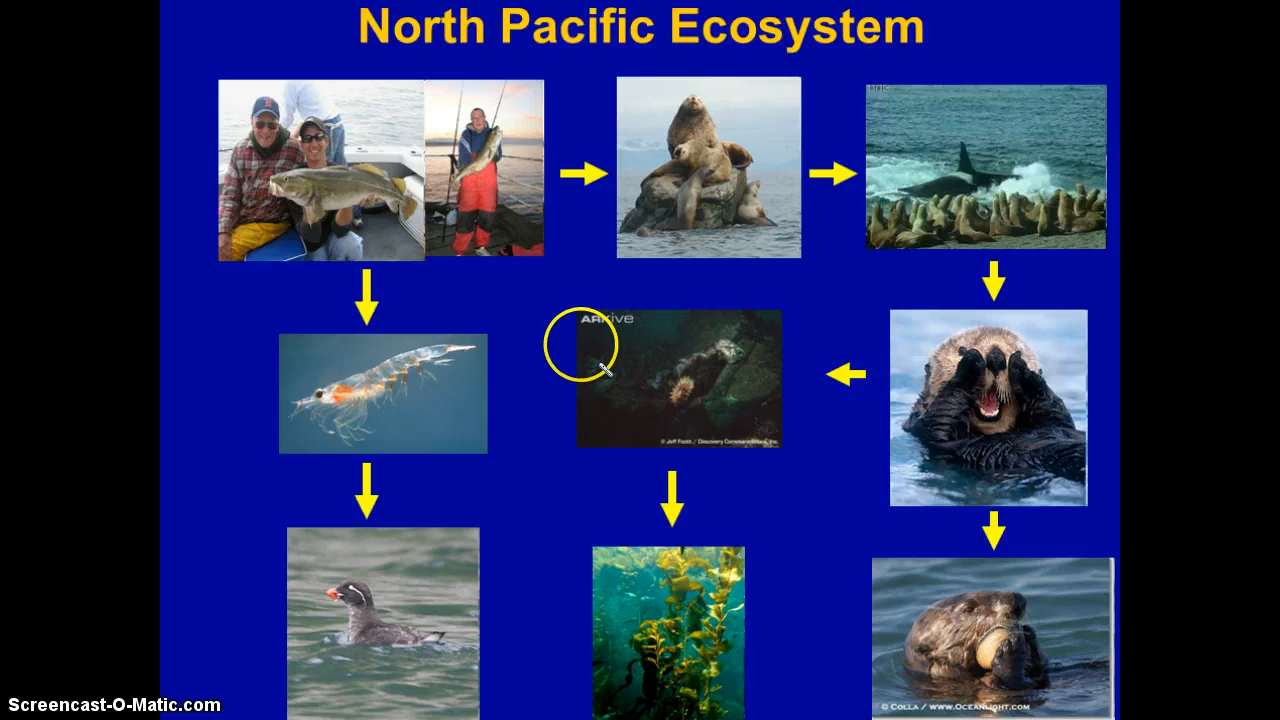 North Pacific Ecosystem
ARKive
© Jeff Foott / Discovery Communications, Inc.
© COLLA / WWW.OCEANLIGHT.COM
Screencast-O-Matic.com